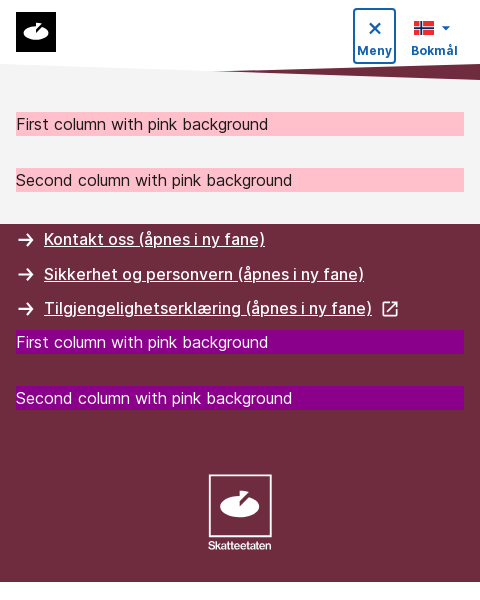 Meny
Bokmål
First column with pink background
Second column with pink background
Kontakt oss (åpnes i ny fane)
Sikkerhet og personvern (åpnes i ny fane)
Tilgjengelighetserklæring (åpnes i ny fane)
First column with pink background
Second column with pink background
Skatteetaten